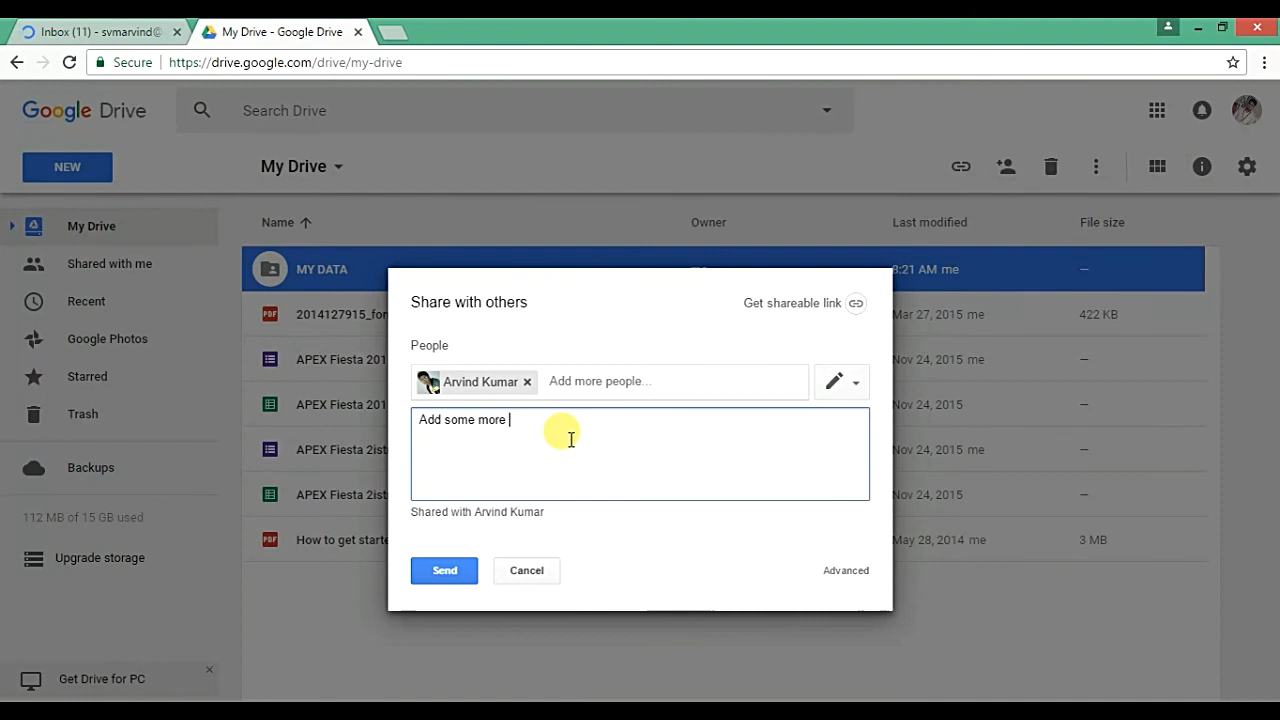 Inbox (11) - svmarvind@
My Drive - Google Drive
Secure
https://drive.google.com/drive/my-drive
Google Drive
Search Drive
NEW
My Drive
Name
Owner
Last modified
File size
My Drive
Shared with me
Recent
Google Photos
Starred
Trash
Backups
112 MB of 15 GB used
Upgrade storage
Get Drive for PC
MY DATA
3:21 AM me
—
2014127915_for
Mar 27, 2015 me
422 KB
APEX Fiesta 201
Nov 24, 2015 me
—
APEX Fiesta 201
Nov 24, 2015 me
—
APEX Fiesta 2ist
Nov 24, 2015 me
—
APEX Fiesta 2ist
Nov 24, 2015
—
How to get starte
May 28, 2014 me
3 MB
Share with others
Get shareable link
People
Arvind Kumar
Add more people...
Add some more
Shared with Arvind Kumar
Send
Cancel
Advanced